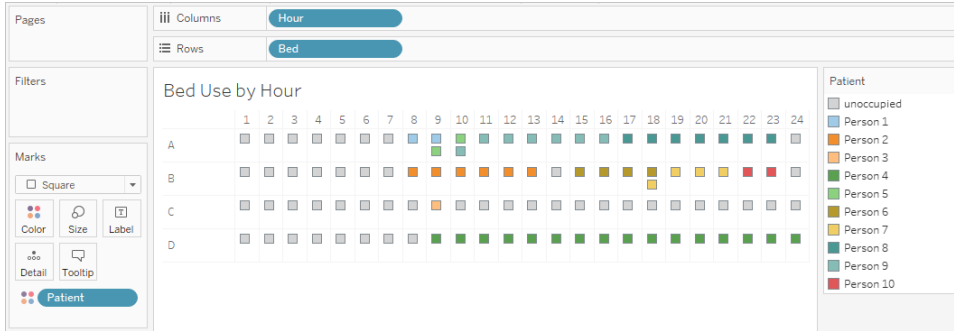 Pages
Columns Hour
Rows Bed
Filters
Marks
Square
Color Size Label
Detail Tooltip
Patient
Bed Use by Hour
1 2 3 4 5 6 7 8 9 10 11 12 13 14 15 16 17 18 19 20 21 22 23 24
A
B
C
D
Patient
unoccupied
Person 1
Person 2
Person 3
Person 4
Person 5
Person 6
Person 7
Person 8
Person 9
Person 10